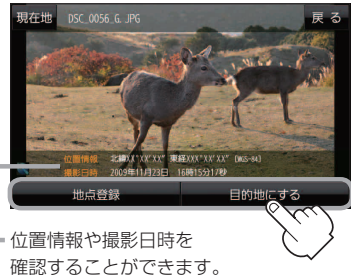 現在地 DSC_0056_G.JPG 戻る
位置情報 北緯XX°XX'XX" 東経XXX°XX'XX" (WGS-84)
撮影日時 2009年11月23日 16時15分17秒
地点登録 目的地にする
位置情報や撮影日時を
確認することができます。